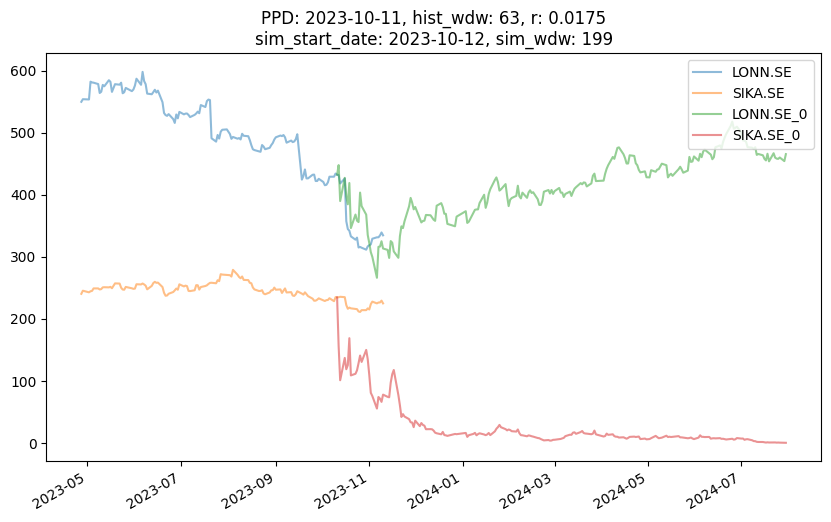 PPD: 2023-10-11, hist_wdw: 63, r: 0.0175
sim_start_date: 2023-10-12, sim_wdw: 199
LONN.SE
SIKA.SE
LONN.SE_0
SIKA.SE_0
600
500
400
300
200
100
0
2023-05
2023-07
2023-09
2023-11
2024-01
2024-03
2024-05
2024-07